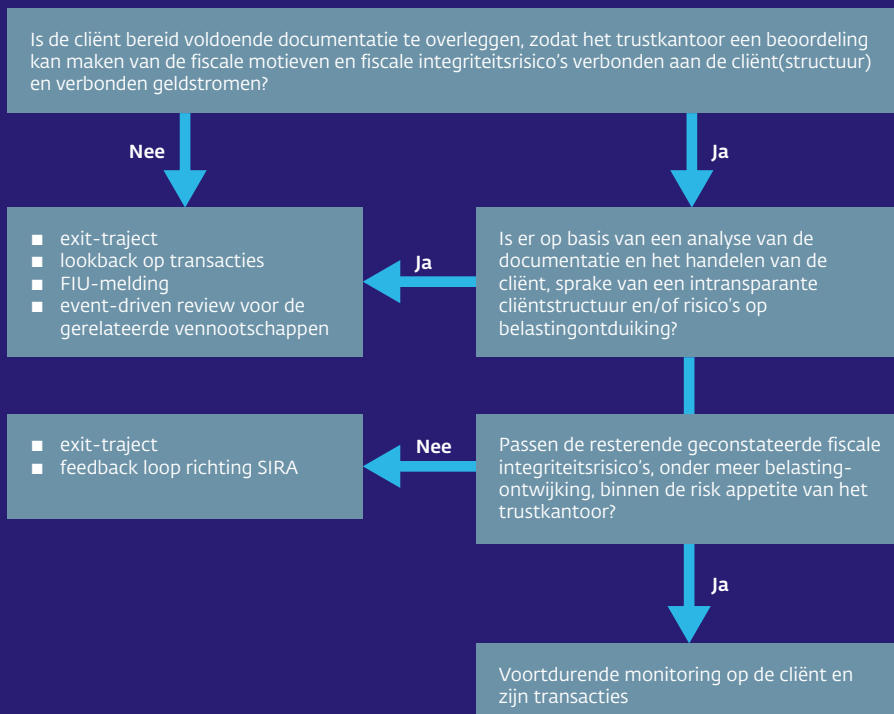 Is de cliënt bereid voldoende documentatie te overleggen, zodat het trustkantoor een beoordeling
kan maken van de fiscale motieven en fiscale integriteitsrisico's verbonden aan de cliënt(structuur)
en verbonden geldstromen?
Nee
Ja
■ exit-traject
■ lookback op transacties
■ FIU-melding
■ event-driven review voor de
gerelateerde vennootschappen
Ja
Is er op basis van een analyse van de
documentatie en het handelen van de
cliënt, sprake van een intransparante
cliëntstructuur en/of risico's op
belastingontduiking?
■ exit-traject
■ feedback loop richting SIRA
Nee
Passen de resterende geconstateerde fiscale
integriteitsrisico's, onder meer belasting-
ontwijking, binnen de risk appetite van het
trustkantoor?
Ja
Voortdurende monitoring op de cliënt en
zijn transacties